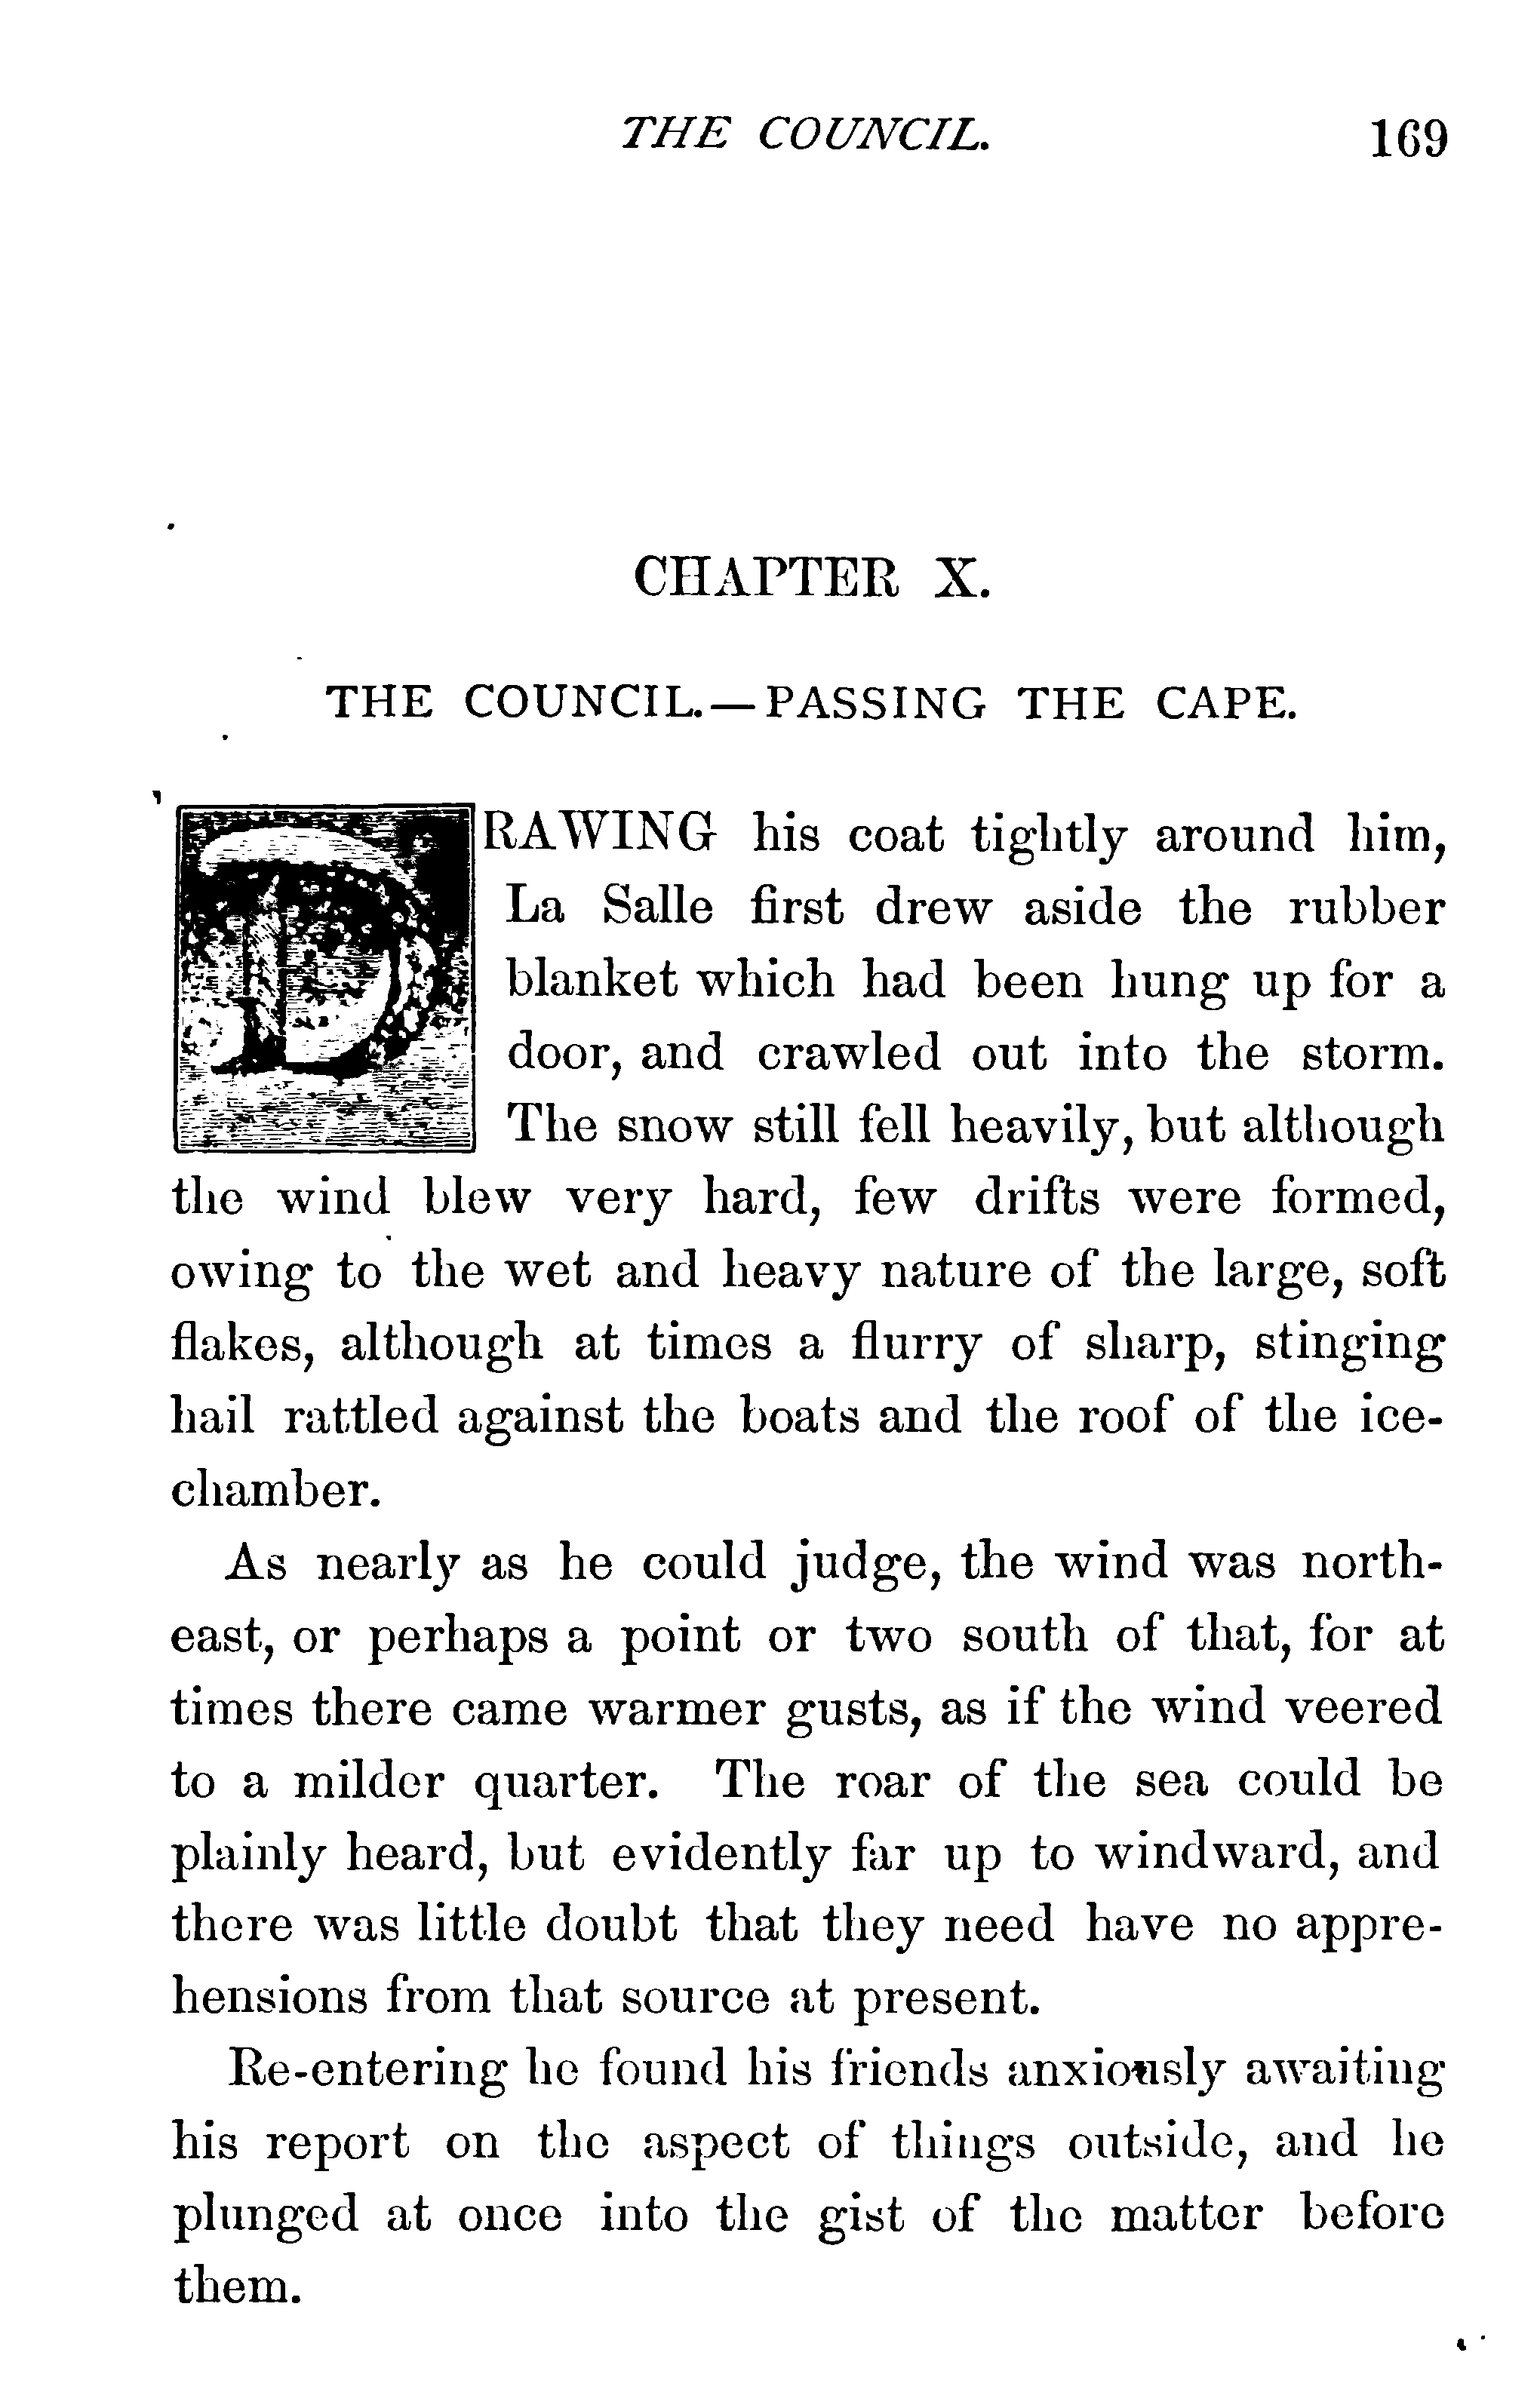 THE COUNCIL. 169
CHAPTER X.
THE COUNCIL.—PASSING THE CAPE.
DRAWING his coat tightly around him,
La Salle first drew aside the rubber
blanket which had been hung up for a
door, and crawled out into the storm.
The snow still fell heavily, but although
the wind blew very hard, few drifts were formed,
owing to the wet and heavy nature of the large, soft
flakes, although at times a flurry of sharp, stinging
hail rattled against the boats and the roof of the ice-
chamber.
As nearly as he could judge, the wind was north-
east, or perhaps a point or two south of that, for at
times there came warmer gusts, as if the wind veered
to a milder quarter. The roar of the sea could be
plainly heard, but evidently far up to windward, and
there was little doubt that they need have no appre-
hensions from that source at present.
Re-entering he found his friends anxiously awaiting
his report on the aspect of things outside, and he
plunged at once into the gist of the matter before
them.